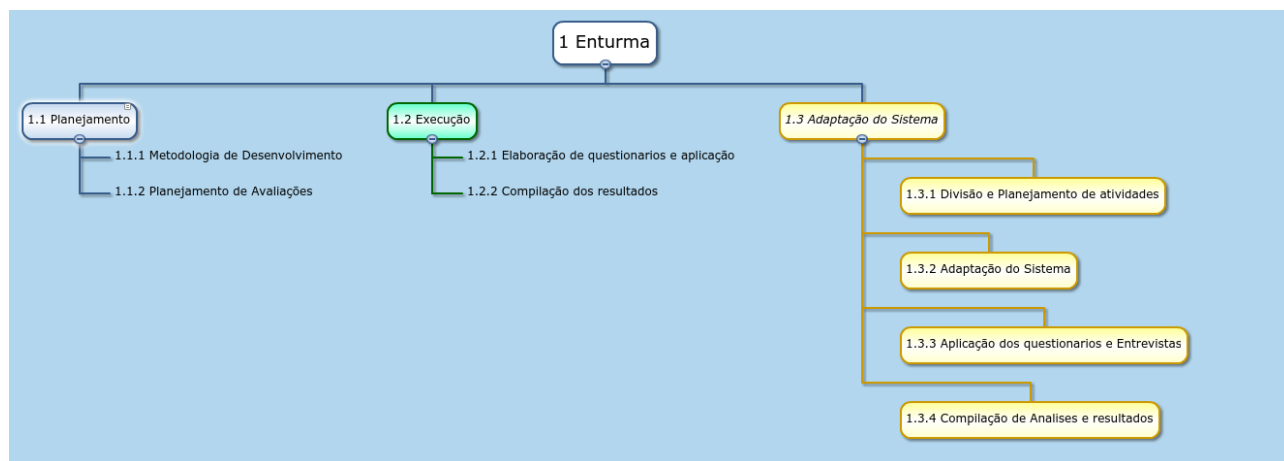 1 Enturma
1.1 Planejamento
1.1.1 Metodologia de Desenvolvimento
1.1.2 Planejamento de Avaliações
1.2 Execução
1.2.1 Elaboração de questionarios e aplicação
1.2.2 Compilação dos resultados
1.3 Adaptação do Sistema
1.3.1 Divisão e Planejamento de atividades
1.3.2 Adaptação do Sistema
1.3.3 Aplicação dos questionarios e Entrevistas
1.3.4 Compilação de Analises e resultados